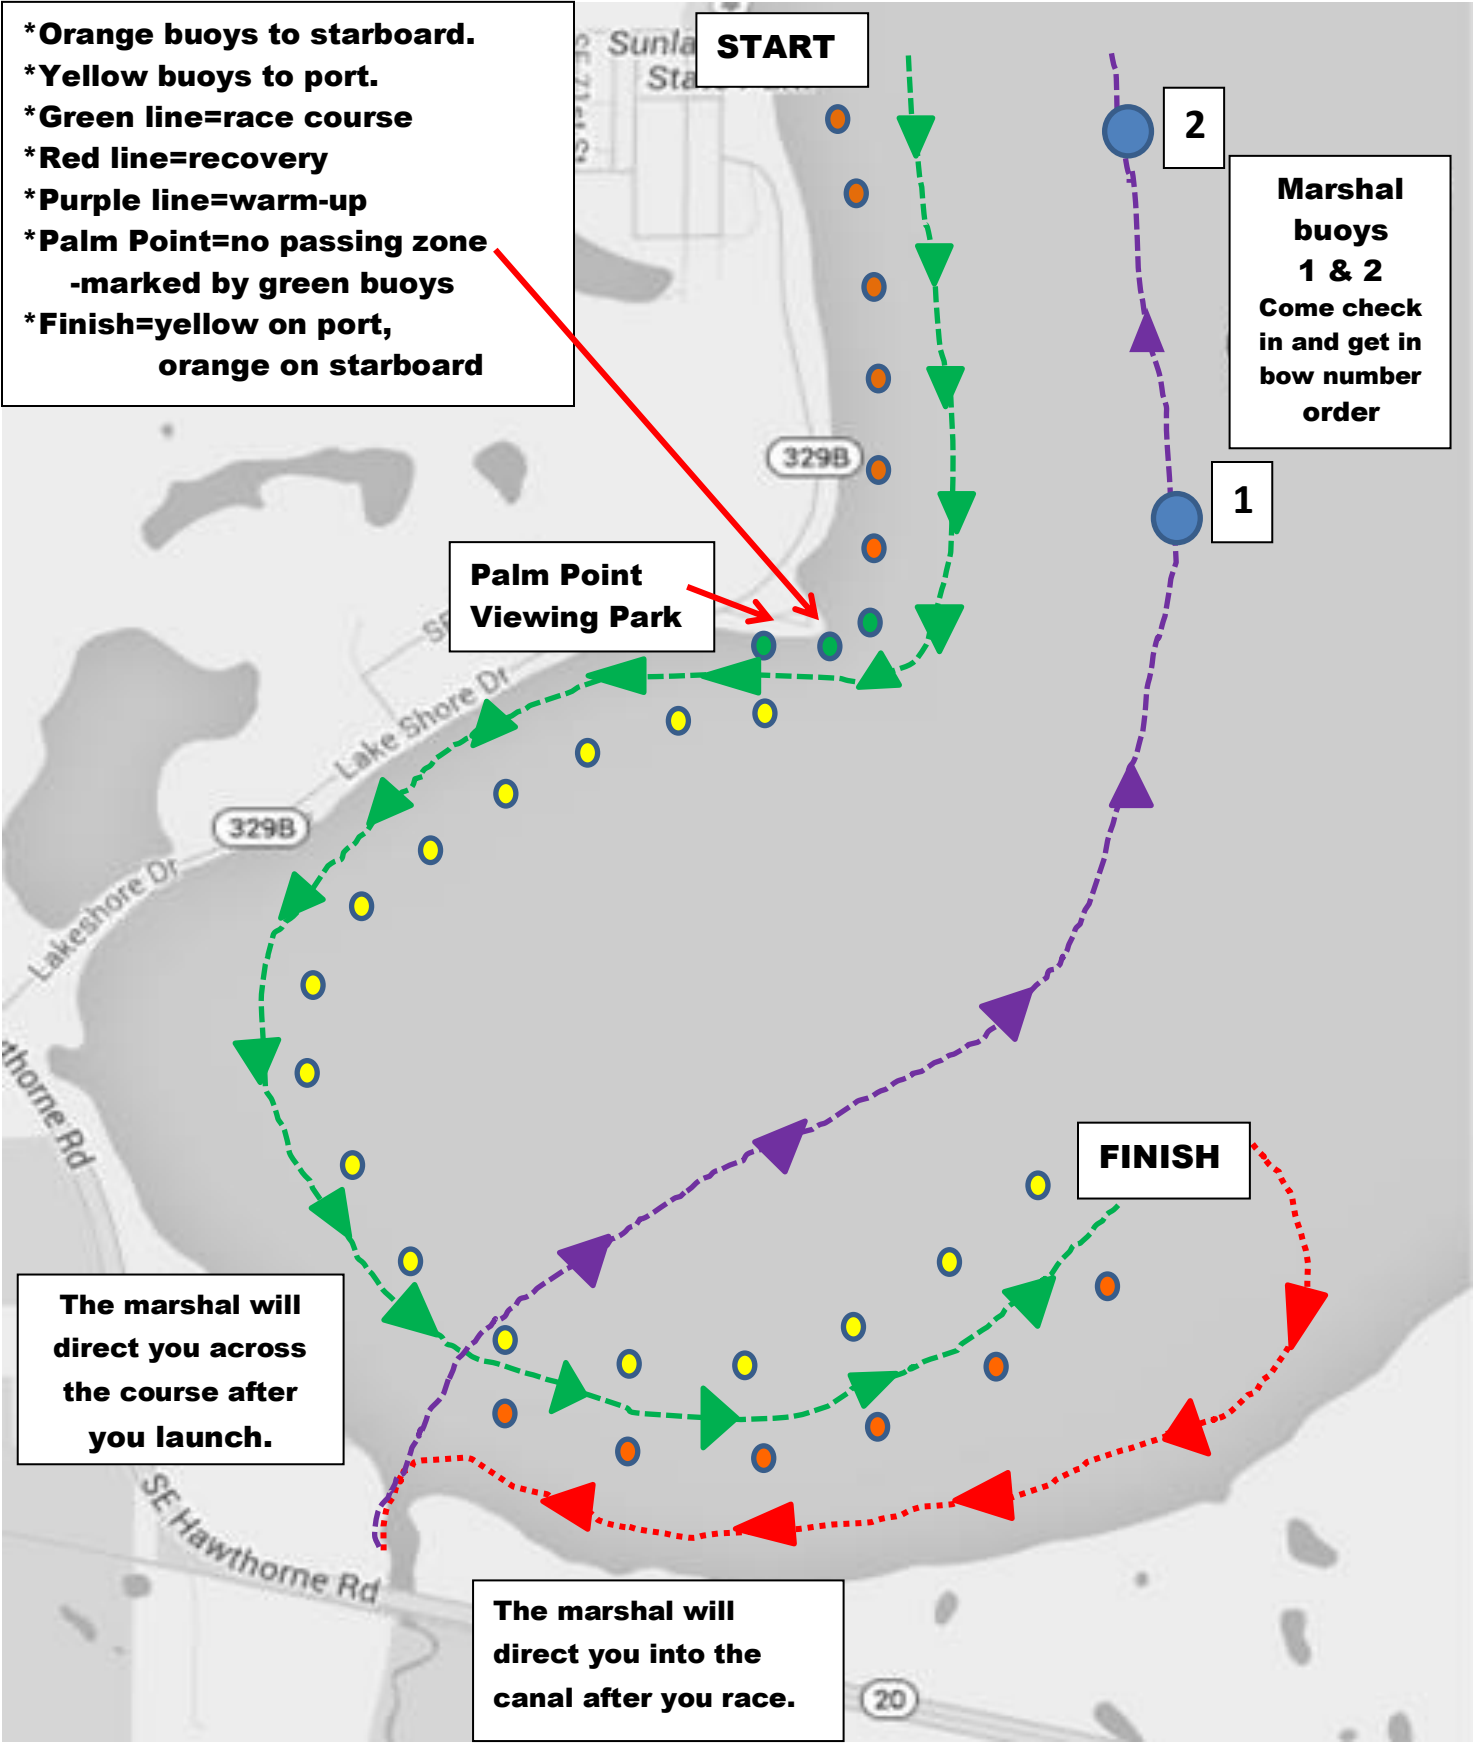 *Orange buoys to starboard.
*Yellow buoys to port.
*Green line=race course
*Red line=recovery
*Purple line=warm-up
*Palm Point=no passing zone
-marked by green buoys
*Finish=yellow on port,
orange on starboard
START
2
Marshal
buoys
1 & 2
Come check
in and get in
bow number
order
329B
1
Palm Point
Viewing Park
Lake Shore Dr
329B
Lakeshore Dr
FINISH
The marshal will
direct you across
the course after
you launch.
SE Hawthorne Rd
The marshal will
direct you into the
canal after you race.
20